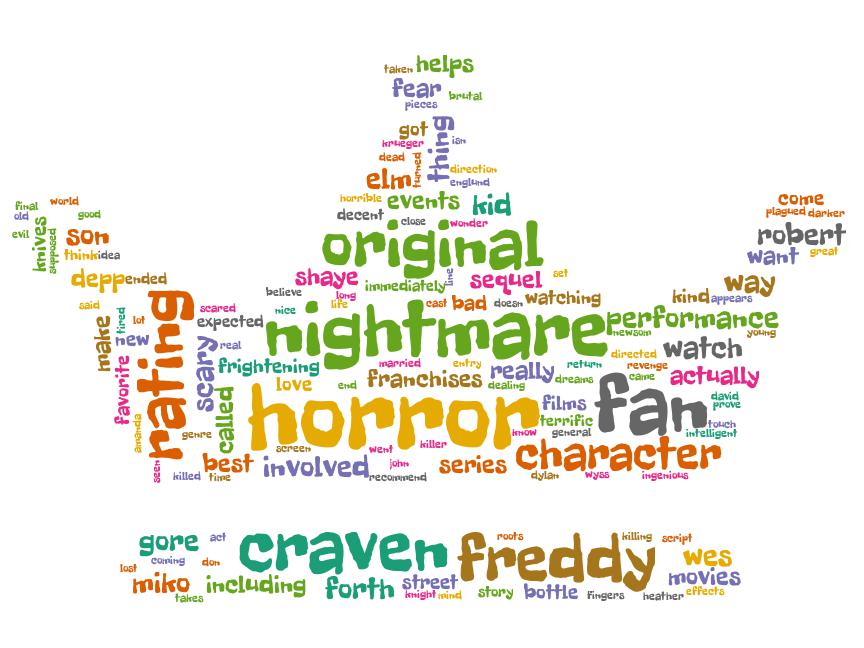 taken helps
fear brutal
pieces
got thing isn
krueger
dead turned direction
elm englund
horrible events kid
decent close wonder
original
final world
old good
evil knives supposed son
think idea
depp ended
come
plagued darker
robert
want great
kind way
appears
shaye immediately line sequel set
believe long life cast bad doesn watching
nice nightmare performance
newsom young
said rating scared
make tired lot expected
new scary real
frightening married entry return directed watch
revenge
favorite love end franchises really dreams came actually
dealing
amanda called horror films fan david
prove
terrific touch
genre know general intelligent
screen went killer character
seen best involved john series
killed time recommend dylan wyss ingenious
gore act craven roots freddy killing script
coming don wes
lost miko including forth street movies
takes knight mind story bottle fingers heather effects